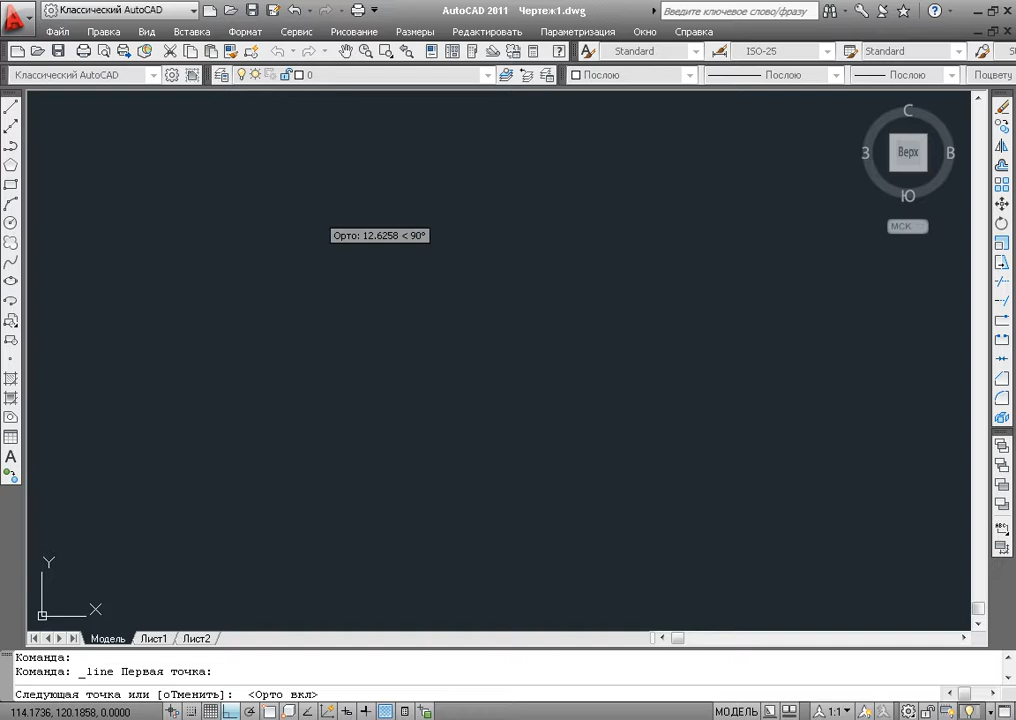 Классический AutoCAD
AutoCAD 2011 Чертеж1.dwg
Введите ключевое слово/фразу
Файл Правка Вид Вставка Формат Сервис Рисование Размеры Редактировать Параметризация Окно Справка
Standard ISO-25 Standard
Классический AutoCAD 0 Послою Послою Послою Поцвету
С
З Верх В
Ю
МСК
Орто: 12.6258 < 90°
Y
X
Модель Лист1 Лист2
Команда:
Команда: _line Первая точка:
Следующая точка или [оТменить]: <Орто вкл>
114.1736, 120.1858, 0.0000 МОДЕЛЬ 1:1